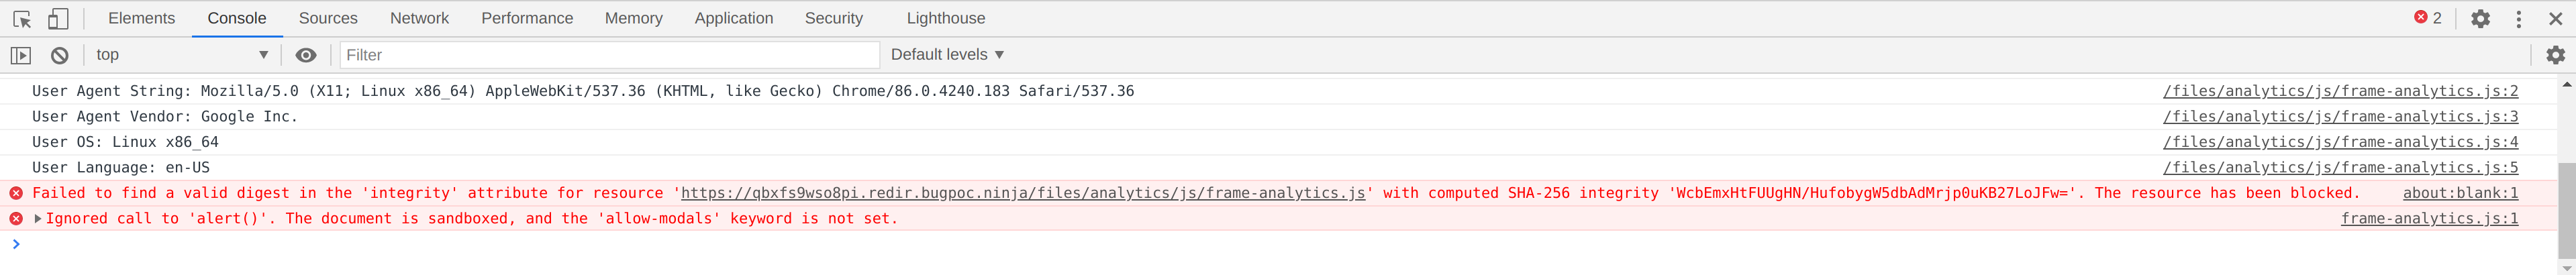 Elements Console Sources Network Performance Memory Application Security Lighthouse 2
top Filter Default levels
User Agent String: Mozilla/5.0 (X11; Linux x86_64) AppleWebKit/537.36 (KHTML, like Gecko) Chrome/86.0.4240.183 Safari/537.36 /files/analytics/js/frame-analytics.js:2
User Agent Vendor: Google Inc. /files/analytics/js/frame-analytics.js:3
User OS: Linux x86_64 /files/analytics/js/frame-analytics.js:4
User Language: en-US /files/analytics/js/frame-analytics.js:5
Failed to find a valid digest in the 'integrity' attribute for resource 'https://qbxfs9wso8pi.redir.bugpoc.ninja/files/analytics/js/frame-analytics.js' with computed SHA-256 integrity 'WcbEmxHtFUUgHN/HufobygW5dbAdMrjp0uKB27LoJFw='. The resource has been blocked. about:blank:1
Ignored call to 'alert()'. The document is sandboxed, and the 'allow-modals' keyword is not set. frame-analytics.js:1